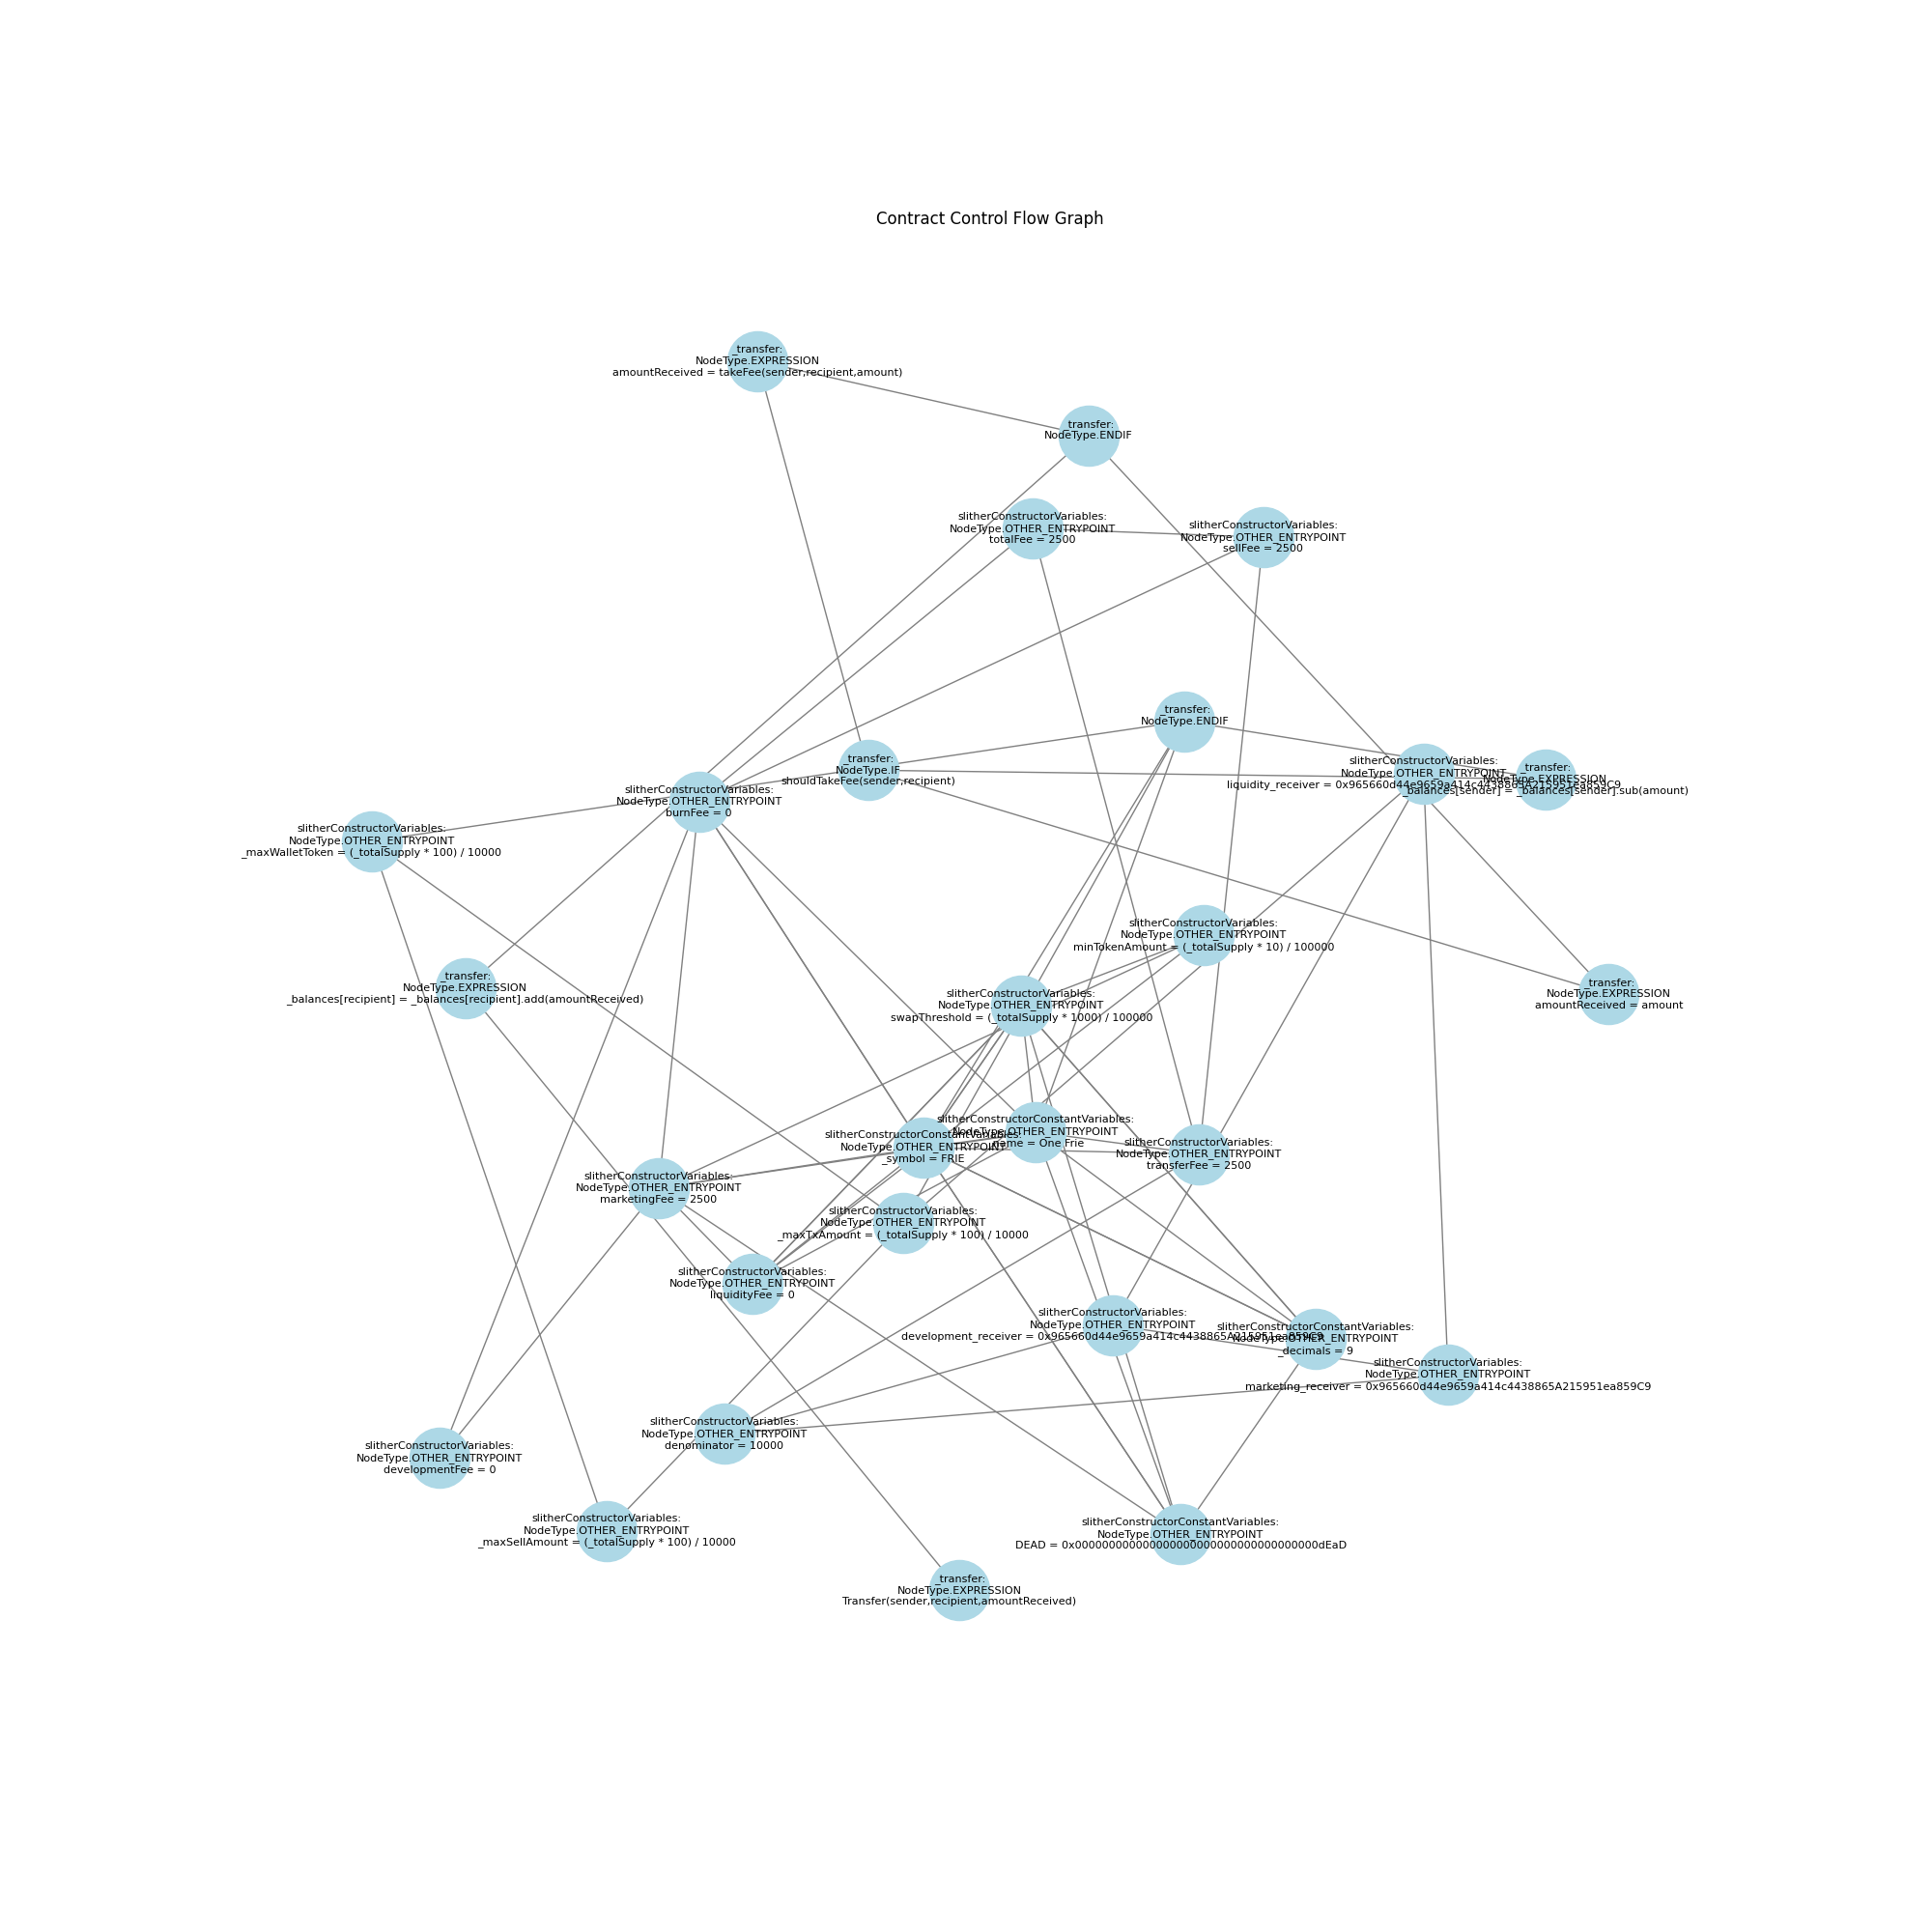 Contract Control Flow Graph
_transfer:
NodeType.EXPRESSION
amountReceived = takeFee(sender,recipient,amount)
_transfer:
NodeType.ENDIF
slitherConstructorVariables:
NodeType.OTHER_ENTRYPOINT
totalFee = 2500
slitherConstructorVariables:
NodeType.OTHER_ENTRYPOINT
sellFee = 2500
_transfer:
NodeType.ENDIF
_transfer:
NodeType.IF
shouldTakeFee(sender,recipient)
slitherConstructorVariables:
NodeType.OTHER_ENTRYPOINT
liquidity_receiver = 0x965660d44e9659a414c4438865A215951ea859C9
_transfer:
NodeType.EXPRESSION
_balances[sender] = _balances[sender].sub(amount)
slitherConstructorVariables:
NodeType.OTHER_ENTRYPOINT
burnFee = 0
slitherConstructorVariables:
NodeType.OTHER_ENTRYPOINT
_maxWalletToken = (_totalSupply * 100) / 10000
slitherConstructorVariables:
NodeType.OTHER_ENTRYPOINT
minTokenAmount = (_totalSupply * 10) / 100000
_transfer:
NodeType.EXPRESSION
_balances[recipient] = _balances[recipient].add(amountReceived)
slitherConstructorVariables:
NodeType.OTHER_ENTRYPOINT
swapThreshold = (_totalSupply * 1000) / 100000
_transfer:
NodeType.EXPRESSION
amountReceived = amount
slitherConstructorConstantVariables:
NodeType.OTHER_ENTRYPOINT
_name = One Frie
slitherConstructorConstantVariables:
NodeType.OTHER_ENTRYPOINT
_symbol = FRIE
slitherConstructorVariables:
NodeType.OTHER_ENTRYPOINT
transferFee = 2500
slitherConstructorVariables:
NodeType.OTHER_ENTRYPOINT
marketingFee = 2500
slitherConstructorVariables:
NodeType.OTHER_ENTRYPOINT
_maxTxAmount = (_totalSupply * 100) / 10000
slitherConstructorVariables:
NodeType.OTHER_ENTRYPOINT
liquidityFee = 0
slitherConstructorVariables:
NodeType.OTHER_ENTRYPOINT
development_receiver = 0x965660d44e9659a414c4438865A215951ea859C9
slitherConstructorConstantVariables:
NodeType.OTHER_ENTRYPOINT
_decimals = 9
slitherConstructorVariables:
NodeType.OTHER_ENTRYPOINT
marketing_receiver = 0x965660d44e9659a414c4438865A215951ea859C9
slitherConstructorVariables:
NodeType.OTHER_ENTRYPOINT
denominator = 10000
slitherConstructorVariables:
NodeType.OTHER_ENTRYPOINT
developmentFee = 0
slitherConstructorVariables:
NodeType.OTHER_ENTRYPOINT
_maxSellAmount = (_totalSupply * 100) / 10000
slitherConstructorConstantVariables:
NodeType.OTHER_ENTRYPOINT
DEAD = 0x000000000000000000000000000000000000dEaD
_transfer:
NodeType.EXPRESSION
Transfer(sender,recipient,amountReceived)